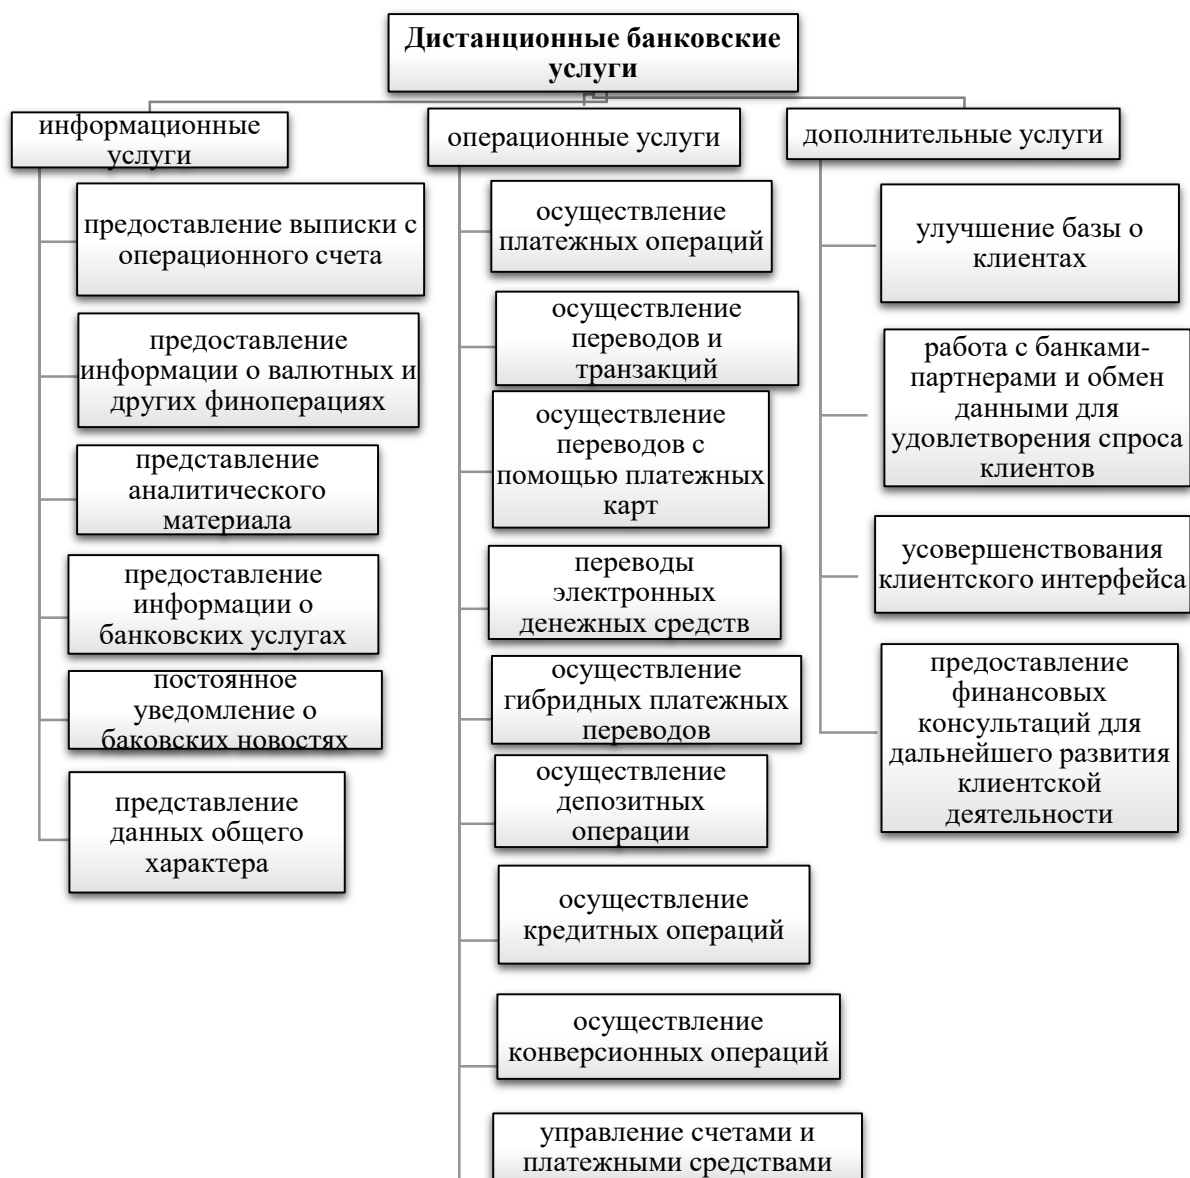 Дистанционные банковские
услуги
информационные
услуги
предоставление выписки с
операционного счета
предоставление
информации о валютных и
других финоперациях
представление
аналитического
материала
предоставление
информации о
банковских услугах
постоянное
уведомление о
баковских новостях
представление
данных общего
характера
операционные услуги
осуществление
платежных операций
осуществление
переводов и
транзакций
осуществление
переводов с
помощью платежных
карт
переводы
электронных
денежных средств
осуществление
гибридных платежных
переводов
осуществление
депозитных
операции
осуществление
кредитных операций
осуществление
конверсионных операций
управление счетами и
платежными средствами
дополнительные услуги
улучшение базы о
клиентах
работа с банками-
партнерами и обмен
данными для
удовлетворения спроса
клиентов
усовершенствования
клиентского интерфейса
предоставление
финансовых
консультаций для
дальнейшего развития
клиентской
деятельности